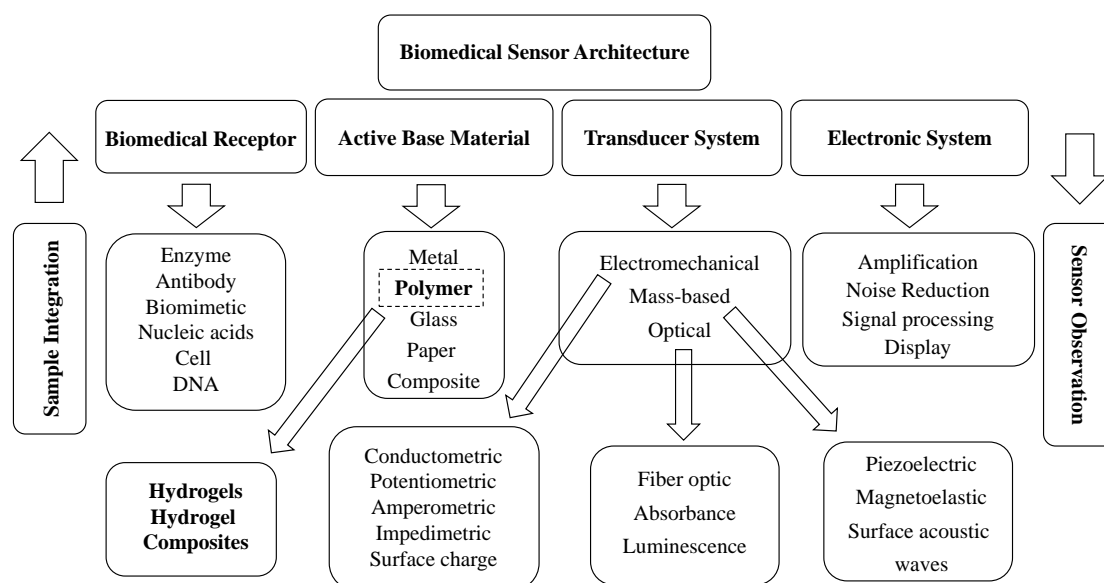 Biomedical Sensor Architecture
Biomedical Receptor
Active Base Material
Transducer System
Electronic System
Sample Integration
Enzyme
Antibody
Biomimetic
Nucleic acids
Cell
DNA
Metal
Polymer
Glass
Paper
Composite
Electromechanical
Mass-based
Optical
Amplification
Noise Reduction
Signal processing
Display
Sensor Observation
Hydrogels
Hydrogel
Composites
Conductometric
Potentiometric
Amperometric
Impedimetric
Surface charge
Fiber optic
Absorbance
Luminescence
Piezoelectric
Magnetoelastic
Surface acoustic
waves